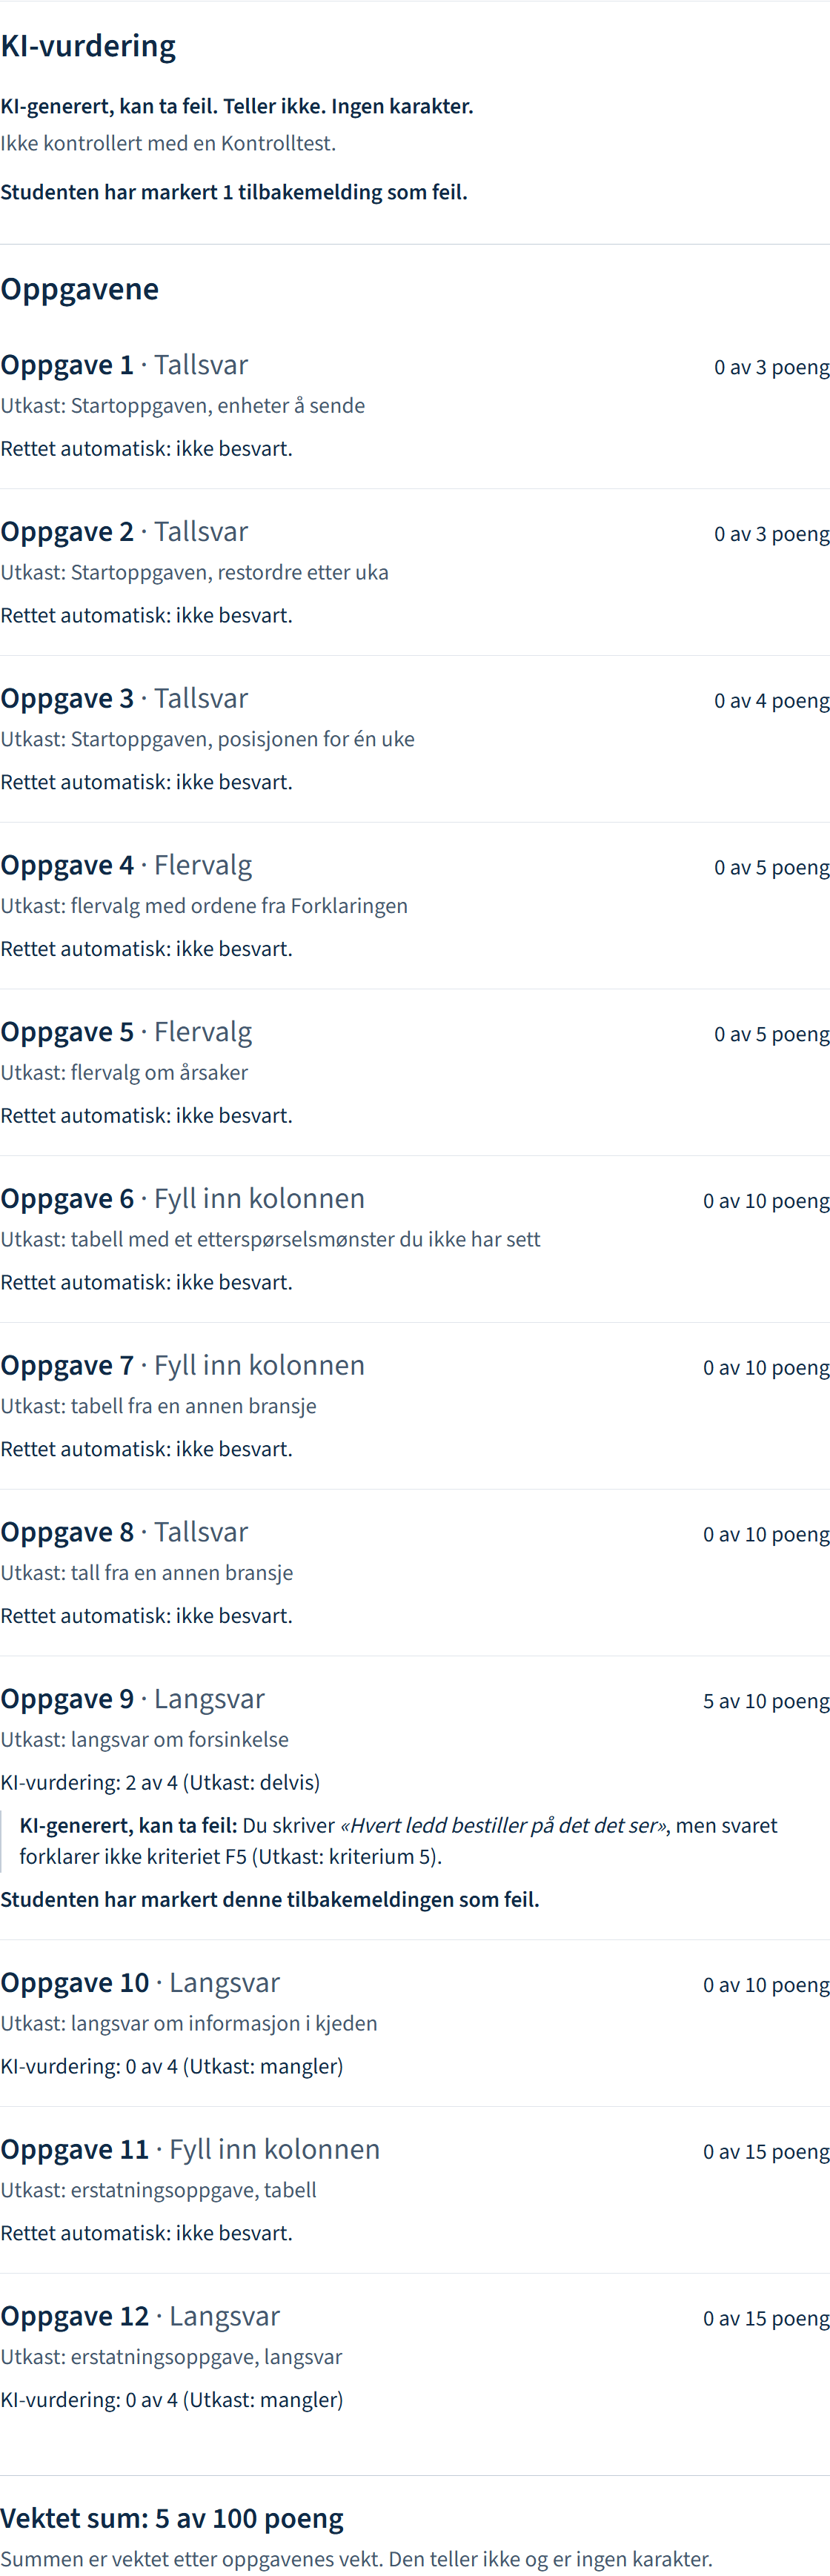 KI-vurdering
KI-generert, kan ta feil. Teller ikke. Ingen karakter.
Ikke kontrollert med en Kontrolltest.
Studenten har markert 1 tilbakemelding som feil.
Oppgavene
Oppgave 1 · Tallsvar 0 av 3 poeng
Utkast: Startoppgaven, enheter å sende
Rettet automatisk: ikke besvart.
Oppgave 2 · Tallsvar 0 av 3 poeng
Utkast: Startoppgaven, restordre etter uka
Rettet automatisk: ikke besvart.
Oppgave 3 · Tallsvar 0 av 4 poeng
Utkast: Startoppgaven, posisjonen for én uke
Rettet automatisk: ikke besvart.
Oppgave 4 · Flervalg 0 av 5 poeng
Utkast: flervalg med ordene fra Forklaringen
Rettet automatisk: ikke besvart.
Oppgave 5 · Flervalg 0 av 5 poeng
Utkast: flervalg om årsaker
Rettet automatisk: ikke besvart.
Oppgave 6 · Fyll inn kolonnen 0 av 10 poeng
Utkast: tabell med et etterspørselsmønster du ikke har sett
Rettet automatisk: ikke besvart.
Oppgave 7 · Fyll inn kolonnen 0 av 10 poeng
Utkast: tabell fra en annen bransje
Rettet automatisk: ikke besvart.
Oppgave 8 · Tallsvar 0 av 10 poeng
Utkast: tall fra en annen bransje
Rettet automatisk: ikke besvart.
Oppgave 9 · Langsvar 5 av 10 poeng
Utkast: langsvar om forsinkelse
KI-vurdering: 2 av 4 (Utkast: delvis)
KI-generert, kan ta feil: Du skriver «Hvert ledd bestiller på det det ser», men svaret
forklarer ikke kriteriet F5 (Utkast: kriterium 5).
Studenten har markert denne tilbakemeldingen som feil.
Oppgave 10 · Langsvar 0 av 10 poeng
Utkast: langsvar om informasjon i kjeden
KI-vurdering: 0 av 4 (Utkast: mangler)
Oppgave 11 · Fyll inn kolonnen 0 av 15 poeng
Utkast: erstatningsoppgave, tabell
Rettet automatisk: ikke besvart.
Oppgave 12 · Langsvar 0 av 15 poeng
Utkast: erstatningsoppgave, langsvar
KI-vurdering: 0 av 4 (Utkast: mangler)
Vektet sum: 5 av 100 poeng
Summen er vektet etter oppgavenes vekt. Den teller ikke og er ingen karakter.